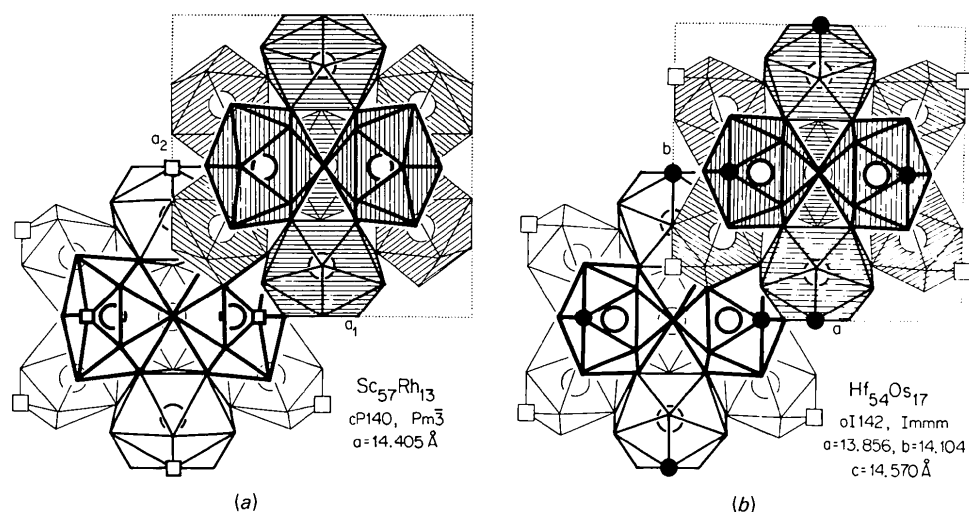 a₂
a₁
Sc₅₇Rh₁₃
cP140, Pm3̅
a=14.405 Å
(a)
b
a
Hf₅₄Os₁₇
oI142, Immm
a=13.856, b=14.104
c=14.570 Å
(b)